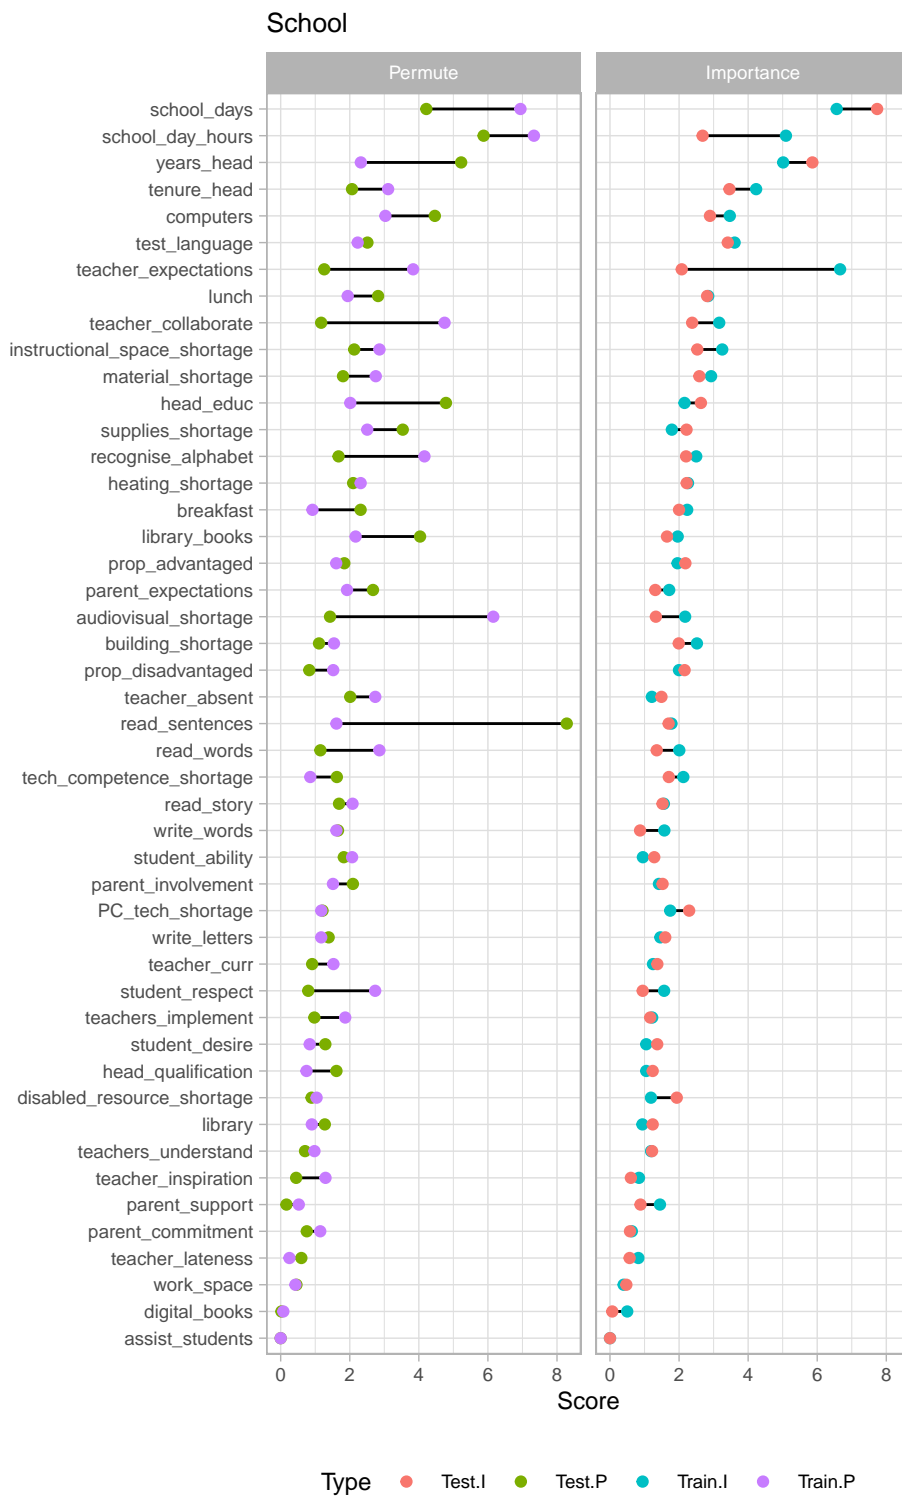 School
Permute Importance
school_days
school_day_hours
years_head
tenure_head
computers
test_language
teacher_expectations
lunch
teacher_collaborate
instructional_space_shortage
material_shortage
head_educ
supplies_shortage
recognise_alphabet
heating_shortage
breakfast
library_books
prop_advantaged
parent_expectations
audiovisual_shortage
building_shortage
prop_disadvantaged
teacher_absent
read_sentences
read_words
tech_competence_shortage
read_story
write_words
student_ability
parent_involvement
PC_tech_shortage
write_letters
teacher_curr
student_respect
teachers_implement
student_desire
head_qualification
disabled_resource_shortage
library
teachers_understand
teacher_inspiration
parent_support
parent_commitment
teacher_lateness
work_space
digital_books
assist_students
0 2 4 6 8 0 2 4 6 8
Score
Type Test.I Test.P Train.I Train.P